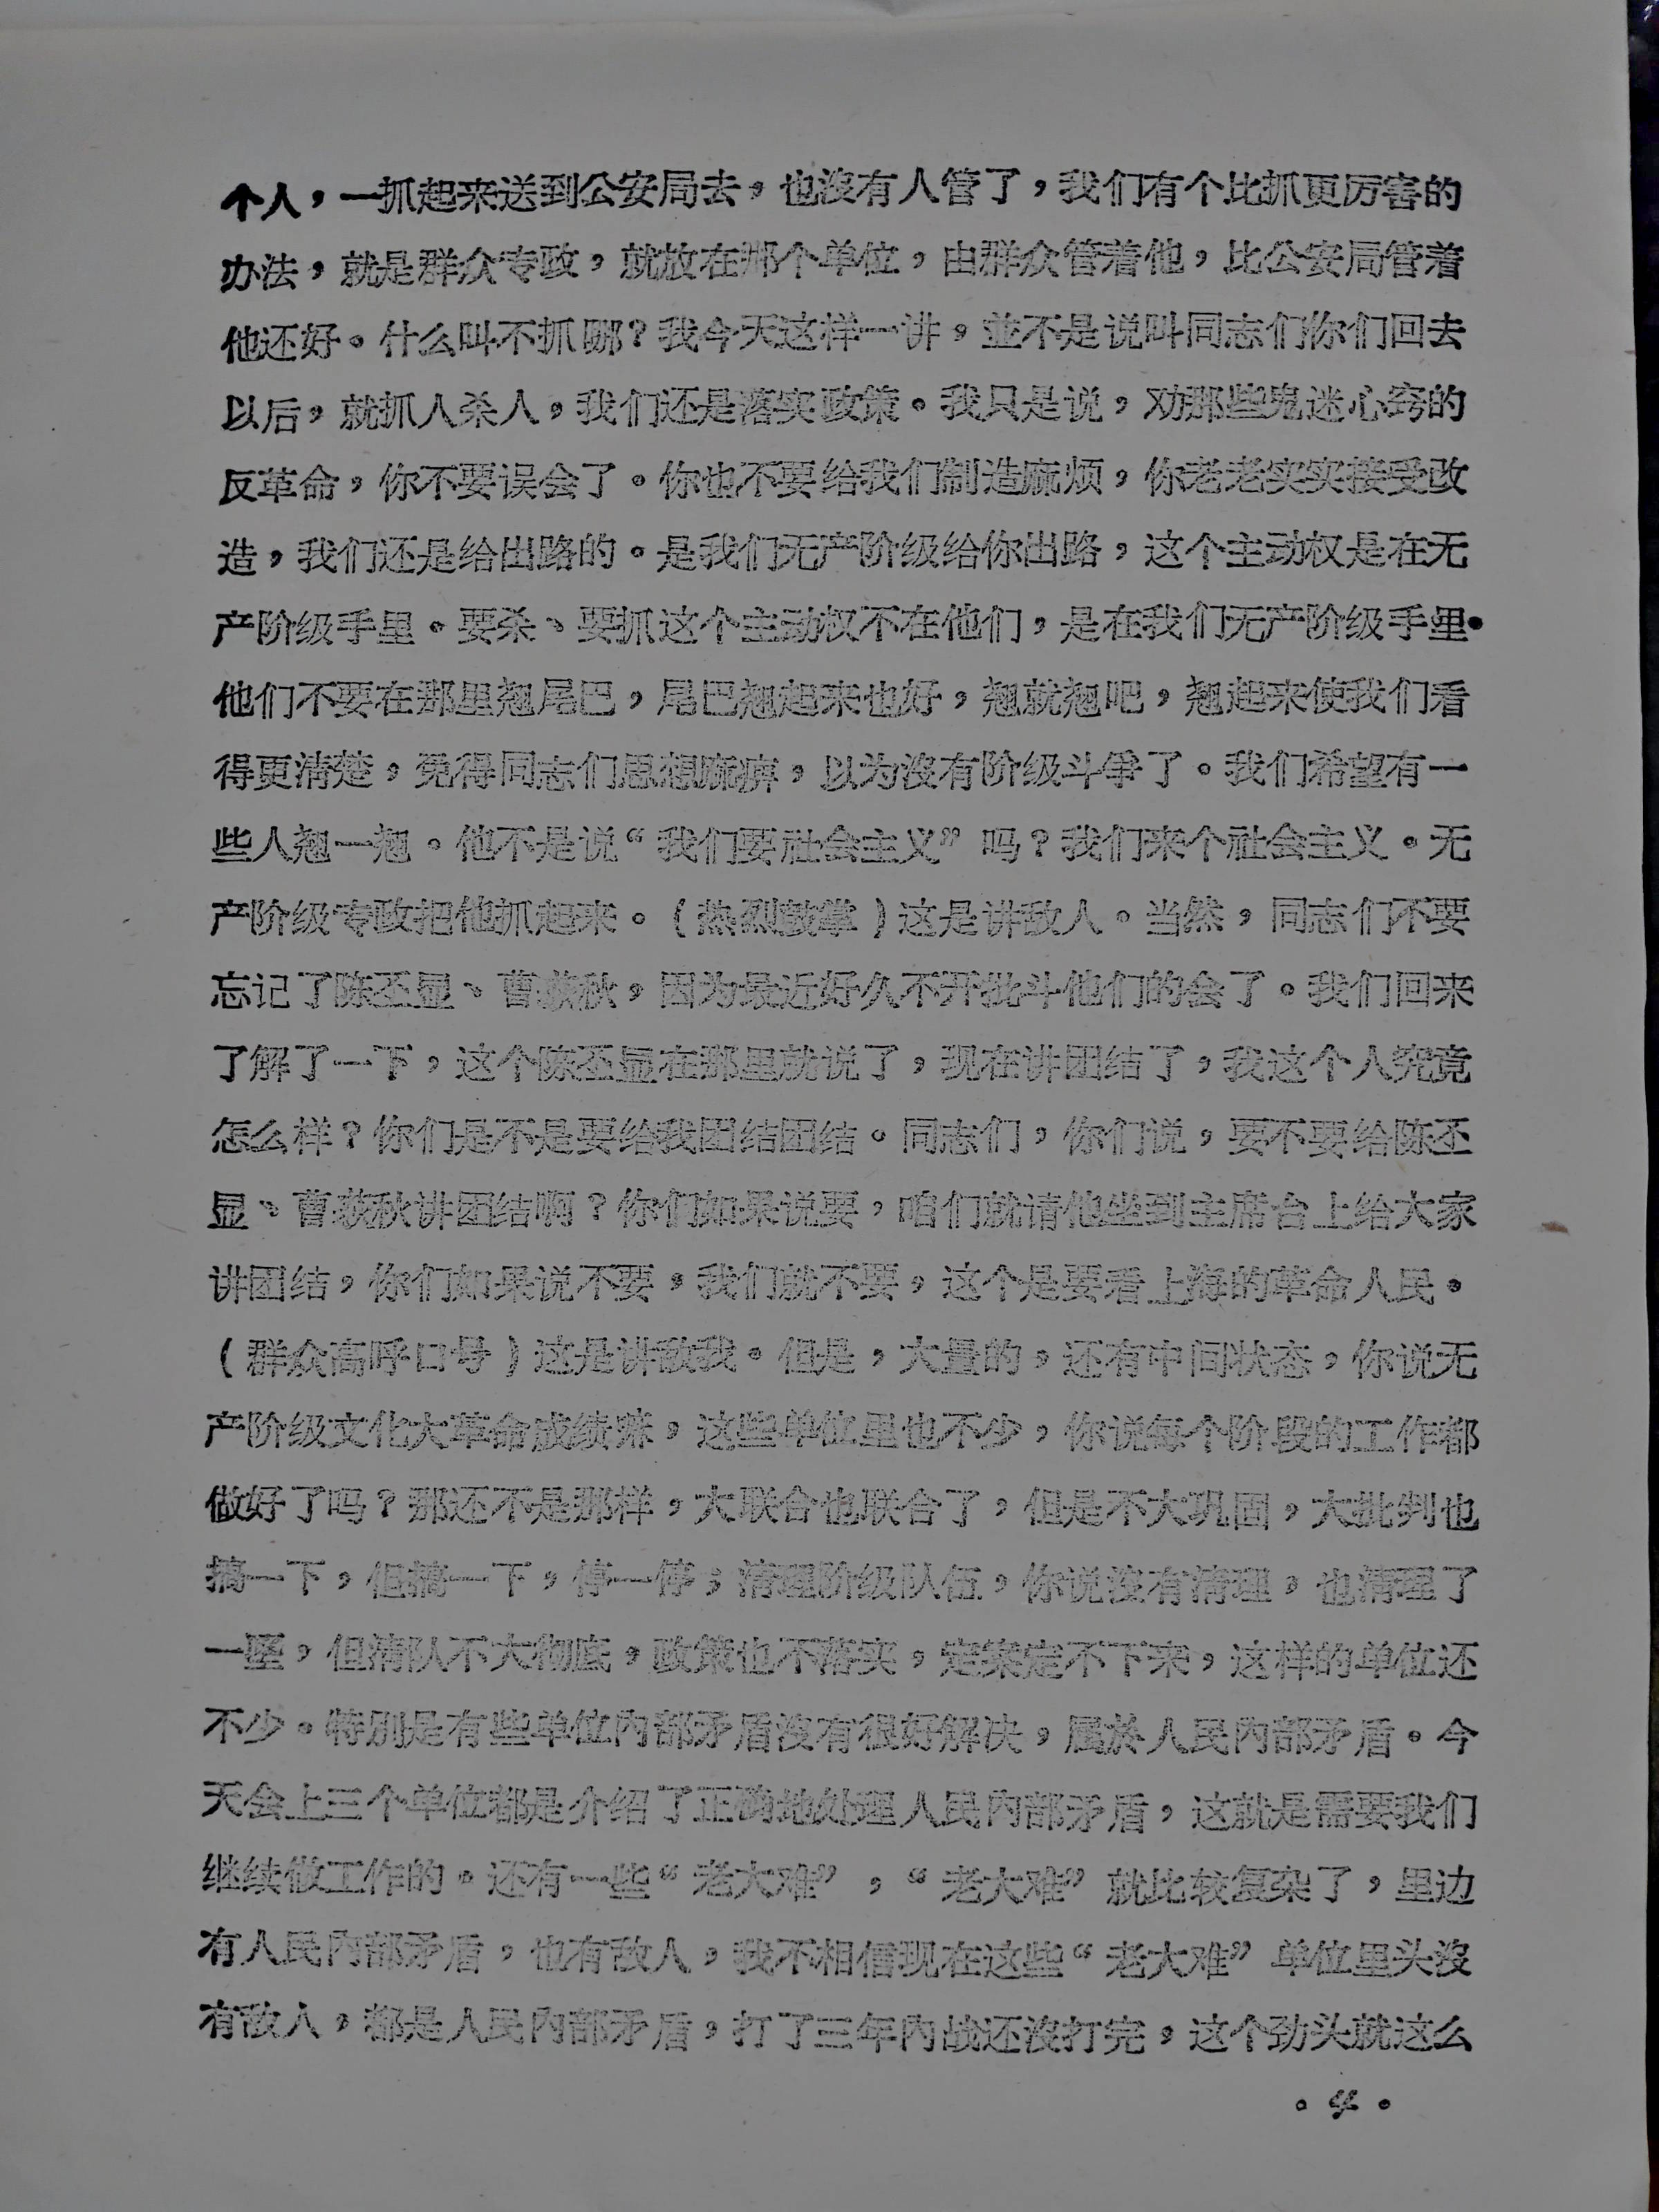 个人，一抓起来送到公安局去，也沒有人管了，我们有个比抓更厉害的
办法，就是群众专政，就放在那个单位，由群众管着他，比公安局管着
他还好。什么叫不抓哪？我今天这样一讲，並不是说叫同志们你们回去
以后，就抓人杀人，我们还是落实政策。我只是说，劝那些鬼迷心窍的
反革命，你不要误会了。你也不要给我们制造麻烦，你老老实实接受改
造，我们还是给出路的。是我们无产阶级给你出路，这个主动权是在无
产阶级手里。要杀、要抓这个主动权不在他们，是在我们无产阶级手里。
他们不要在那里翘尾巴，尾巴翘起来也好，翘就翘吧，翘起来使我们看
得更清楚，免得同志们思想麻痹，以为沒有阶级斗爭了。我们希望有一
些人翘一翘。他不是说“我们要社会主义”吗？我们来个社会主义。无
产阶级专政把他抓起来。（热烈鼓掌）这是讲敌人。当然，同志们不要
忘记了陈丕显、曹荻秋，因为最近好久不开批斗他们的会了。我们回来
了解了一下，这个陈丕显在那里就说了，现在讲团结了，我这个人究竟
怎么样？你们是不是要给我团结团结。同志们，你们说，要不要给陈丕
显、曹荻秋讲团结啊？你们如果说要，咱们就请他坐到主席台上给大家
讲团结，你们如果说不要，我们就不要，这个是要看上海的革命人民。
（群众高呼口号）这是讲敌我。但是，大量的，还有中间状态，你说无
产阶级文化大革命成绩嘛，这些单位里也不少，你说每个阶段的工作都
做好了吗？那还不是那样，大联合也联合了，但是不大巩固，大批判也
搞一下，但搞一下，停一停；清理阶级队伍，你说沒有清理，也清理了
一壓，但清队不大彻底，政策也不落实，定案定不下来，这样的单位还
不少。特別是有些单位內部矛盾沒有很好解决，属於人民內部矛盾。今
天会上三个单位都是介绍了正确地处理人民內部矛盾，这就是需要我们
继续做工作的。还有一些“老大难”，“老大难”就比较复杂了，里边
有人民內部矛盾，也有敌人，我不相信现在这些“老大难”单位里头沒
有敌人，都是人民內部矛盾，打了三年內战还沒打完，这个劲头就这么